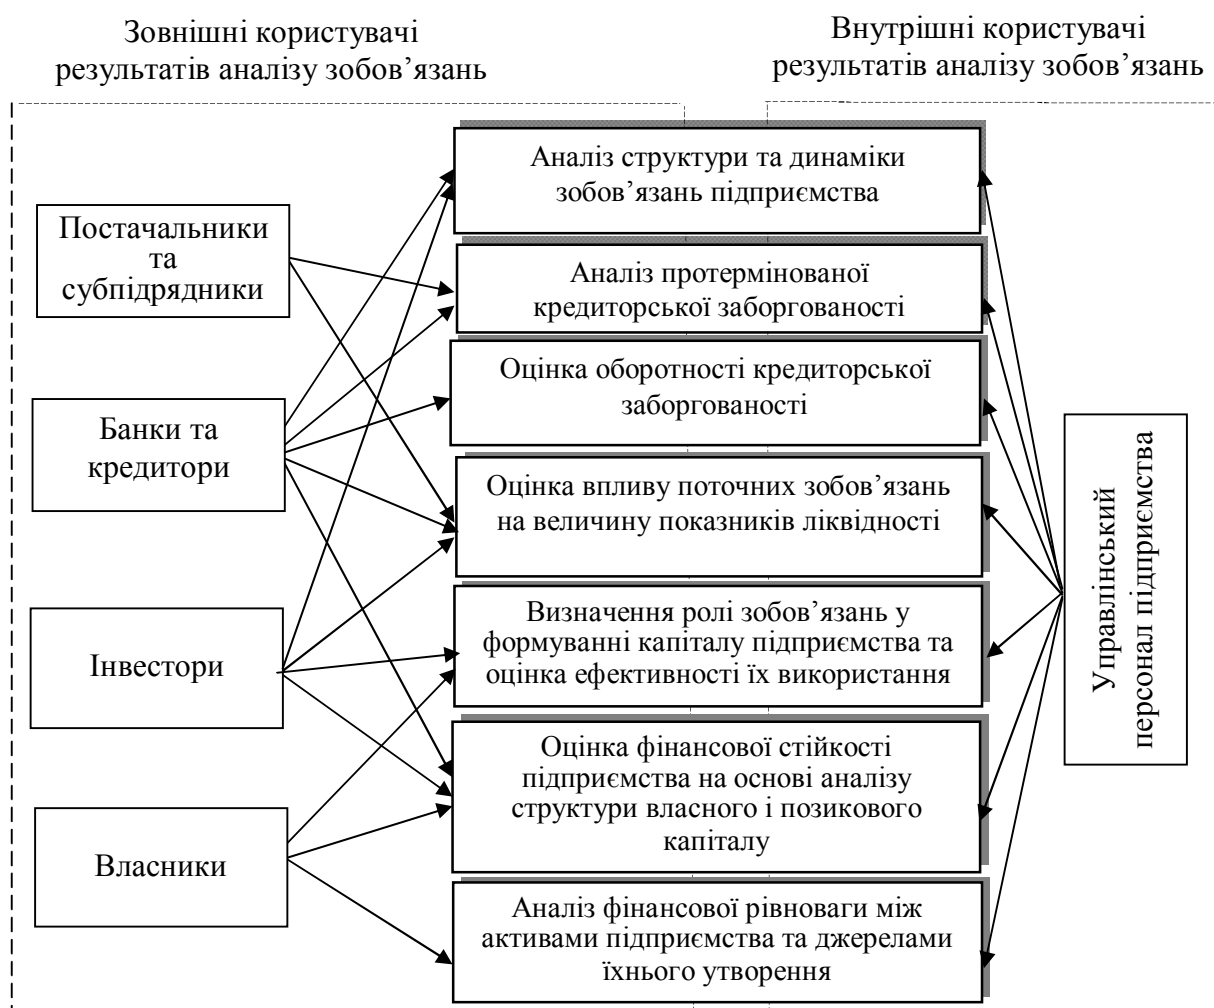 Зовнішні користувачі
результатів аналізу зобов’язань
Внутрішні користувачі
результатів аналізу зобов’язань
Постачальники
та
субпідрядники
Банки та
кредитори
Інвестори
Власники
Аналіз структури та динаміки
зобов’язань підприємства
Аналіз протермінованої
кредиторської заборгованості
Оцінка оборотності кредиторської
заборгованості
Оцінка впливу поточних зобов’язань
на величину показників ліквідності
Визначення ролі зобов’язань у
формуванні капіталу підприємства та
оцінка ефективності їх використання
Оцінка фінансової стійкості
підприємства на основі аналізу
структури власного і позикового
капіталу
Аналіз фінансової рівноваги між
активами підприємства та джерелами
їхнього утворення
Управлінський
персонал підприємства